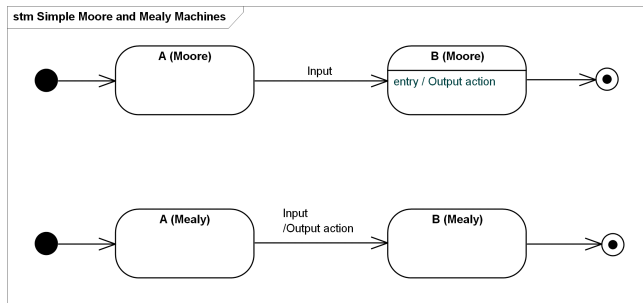 stm Simple Moore and Mealy Machines
A (Moore)
Input
B (Moore)
entry / Output action
A (Mealy)
Input
/Output action
B (Mealy)